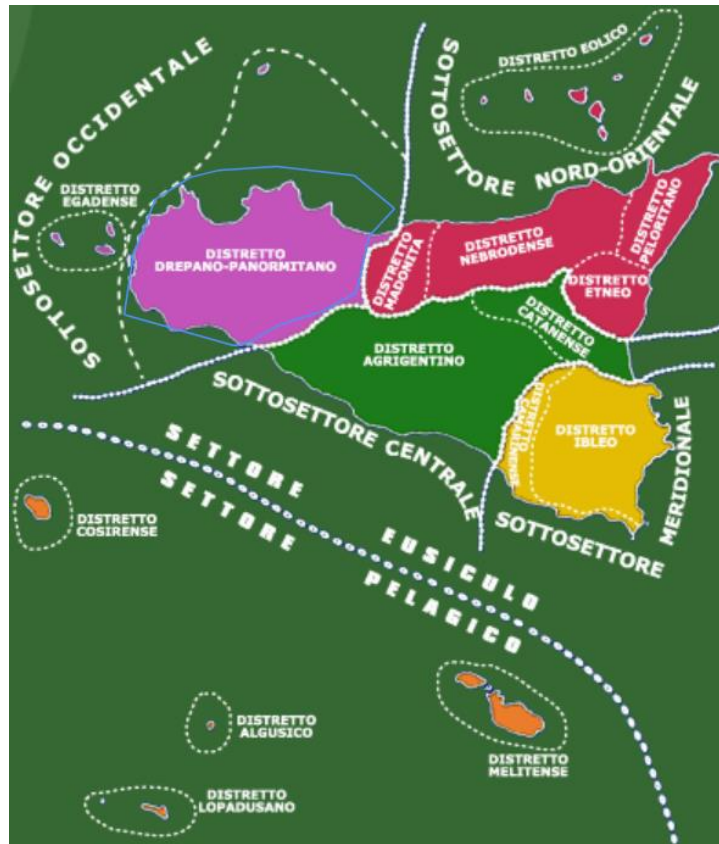 SOTTOSETTORE OCCIDENTALE
DISTRETTO
EGADENSE
DISTRETTO
DREPANO-PANORMITANO
SOTTOSETTORE NORD-ORIENTALE
DISTRETTO EOLICO
DISTRETTO
MADONITA
DISTRETTO
NEBRODENSE
DISTRETTO
PELORITANO
DISTRETTO
ETNEO
DISTRETTO
CATANENSE
DISTRETTO
AGRIGENTINO
SOTTOSETTORE CENTRALE
DISTRETTO
CAMARINENSE
DISTRETTO
IBLEO
SOTTOSETTORE MERIDIONALE
SETTORE EUSICULO
SETTORE PELAGICO
DISTRETTO
COSIRENSE
DISTRETTO
ALGUSICO
DISTRETTO
LOPADUSANO
DISTRETTO
MELITENSE